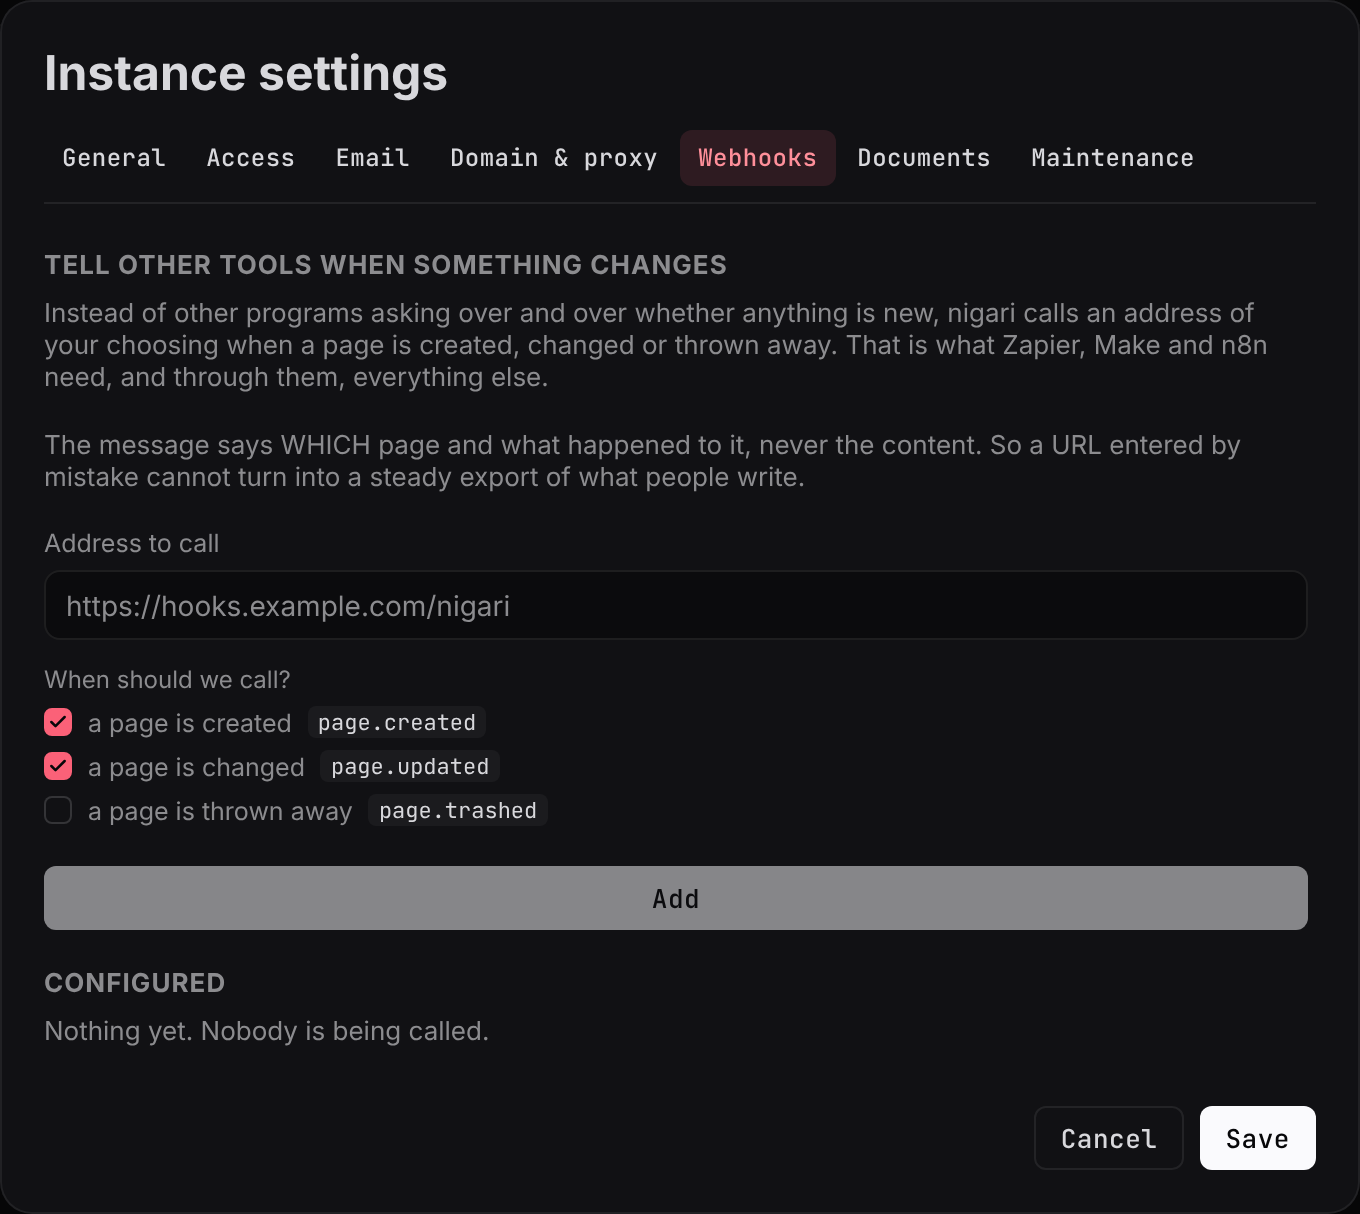 Instance settings
General Access Email Domain & proxy Webhooks Documents Maintenance
TELL OTHER TOOLS WHEN SOMETHING CHANGES
Instead of other programs asking over and over whether anything is new, nigari calls an address of
your choosing when a page is created, changed or thrown away. That is what Zapier, Make and n8n
need, and through them, everything else.
The message says WHICH page and what happened to it, never the content. So a URL entered by
mistake cannot turn into a steady export of what people write.
Address to call
https://hooks.example.com/nigari
When should we call?
a page is created page.created
a page is changed page.updated
a page is thrown away page.trashed
Add
CONFIGURED
Nothing yet. Nobody is being called.
Cancel Save